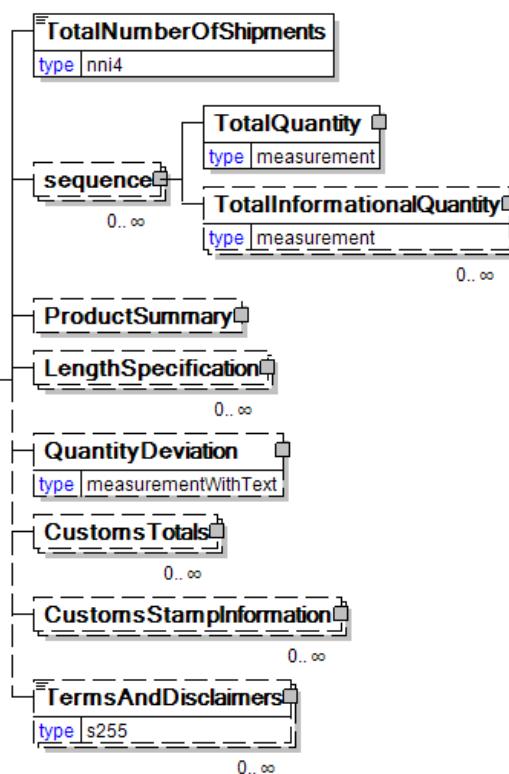 TotalNumberOfShipments
type nni4
TotalQuantity
type measurement
sequence
0.. ∞
TotalInformationalQuantity
type measurement
0.. ∞
ProductSummary
LengthSpecification
0.. ∞
QuantityDeviation
type measurementWithText
CustomsTotals
0.. ∞
CustomsStampInformation
0.. ∞
TermsAndDisclaimers
type s255
0.. ∞